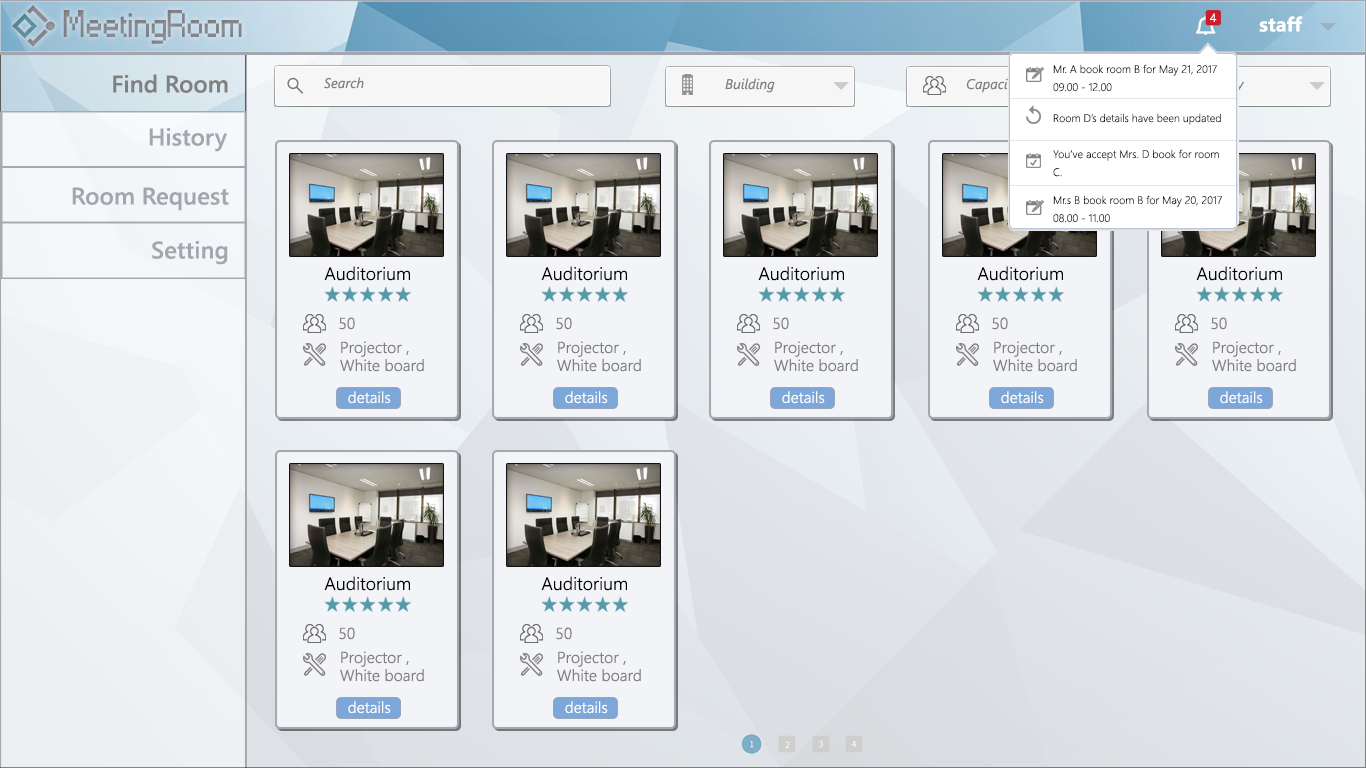 MeetingRoom
4
staff
Find Room
History
Room Request
Setting
Search
Building
Capaci
Mr. A book room B for May 21, 2017
09.00 - 12.00
Room D's details have been updated
You've accept Mrs. D book for room
C.
Mr.s B book room B for May 20, 2017
08.00 - 11.00
Auditorium
50
Projector ,
White board
details
Auditorium
50
Projector ,
White board
details
Auditorium
50
Projector ,
White board
details
Auditorium
50
Projector ,
White board
details
Auditorium
50
Projector ,
White board
details
Auditorium
50
Projector ,
White board
details
Auditorium
50
Projector ,
White board
details
1 2 3 4